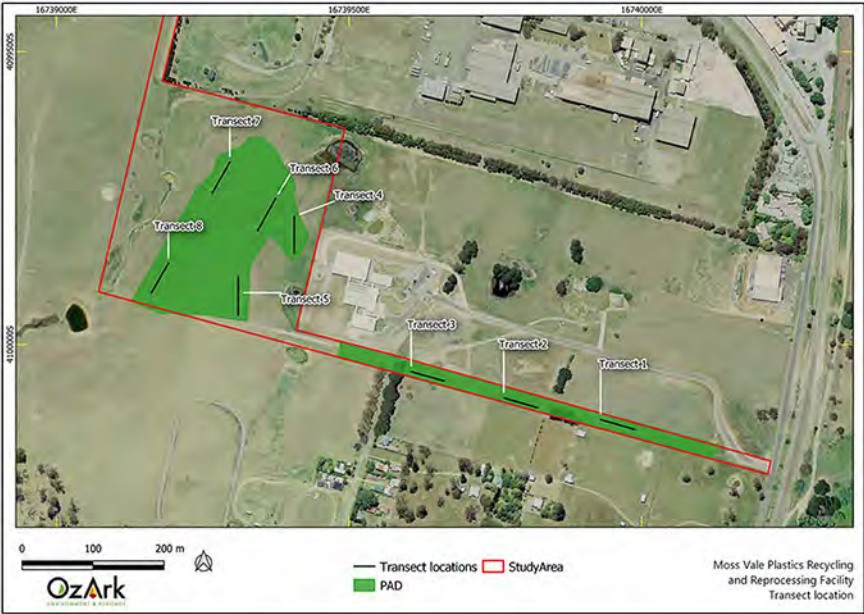 16739000E
16739500E
16740000E
4099500S
4100000S
Transect 7
Transect 6
Transect 4
Transect 8
Transect 5
Transect 3
Transect 2
Transect 1
0 100 200 m
Transect locations
StudyArea
PAD
OzArk
ENVIRONMENT & HERITAGE
Moss Vale Plastics Recycling
and Reprocessing Facility
Transect location